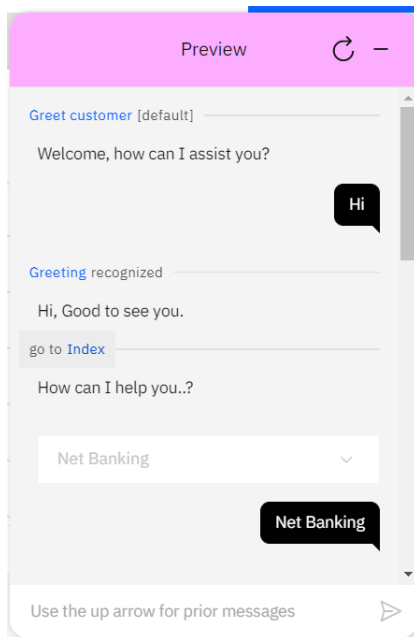 Preview
Greet customer [default]
Welcome, how can I assist you?
Hi
Greeting recognized
Hi, Good to see you.
go to Index
How can I help you..?
Net Banking
Net Banking
Use the up arrow for prior messages